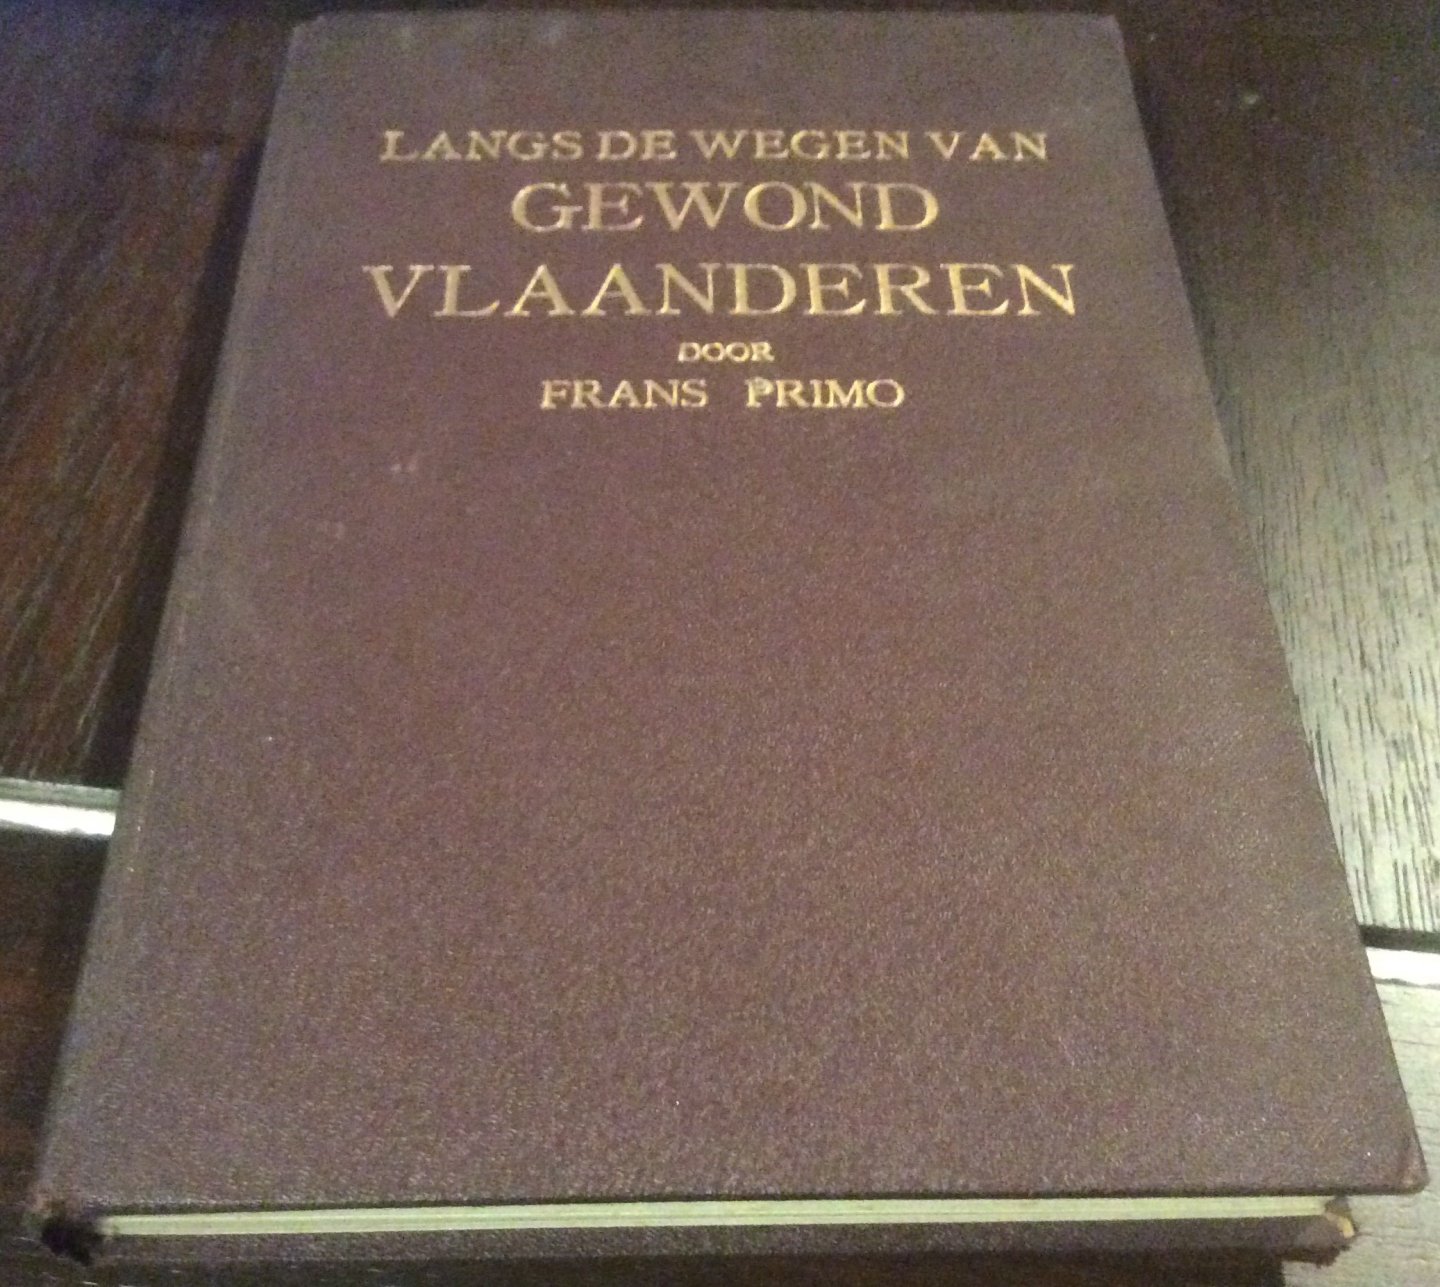 LANGS DE WEGEN VAN
GEWOND
VLAANDEREN
DOOR
FRANS PRIMO